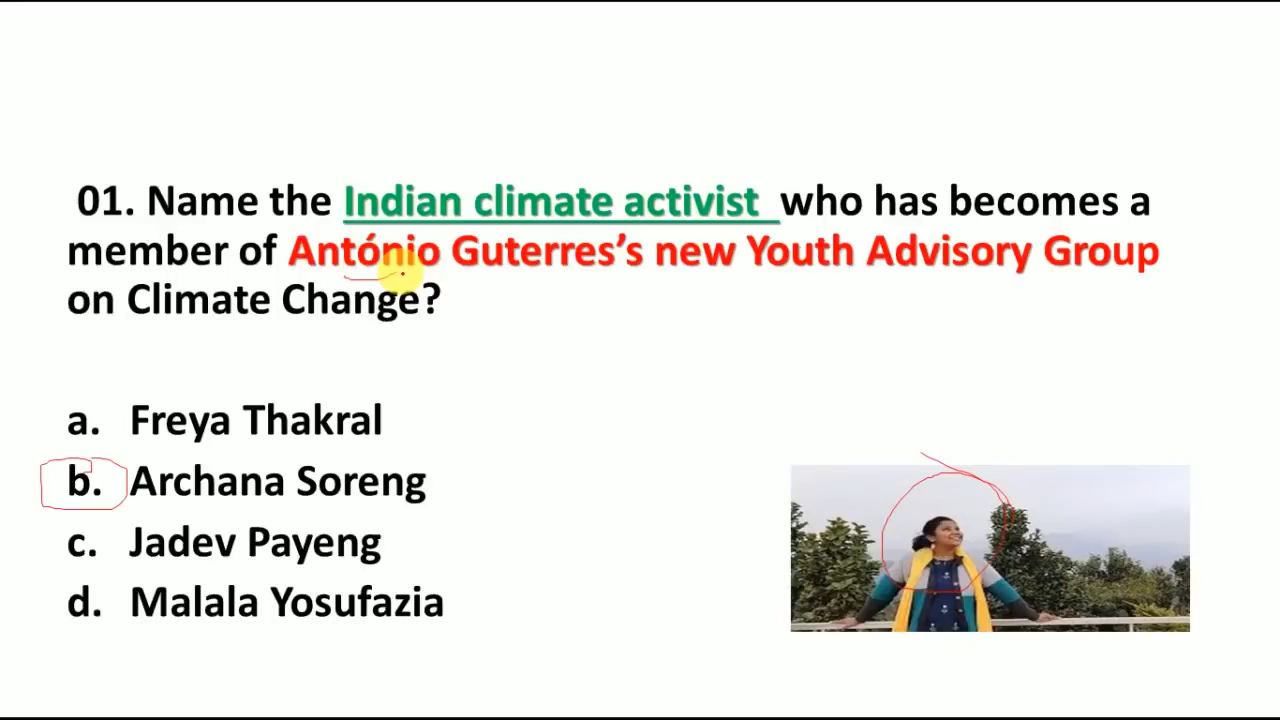 01. Name the Indian climate activist who has becomes a
member of António Guterres’s new Youth Advisory Group
on Climate Change?
a. Freya Thakral
b. Archana Soreng
c. Jadev Payeng
d. Malala Yosufazia